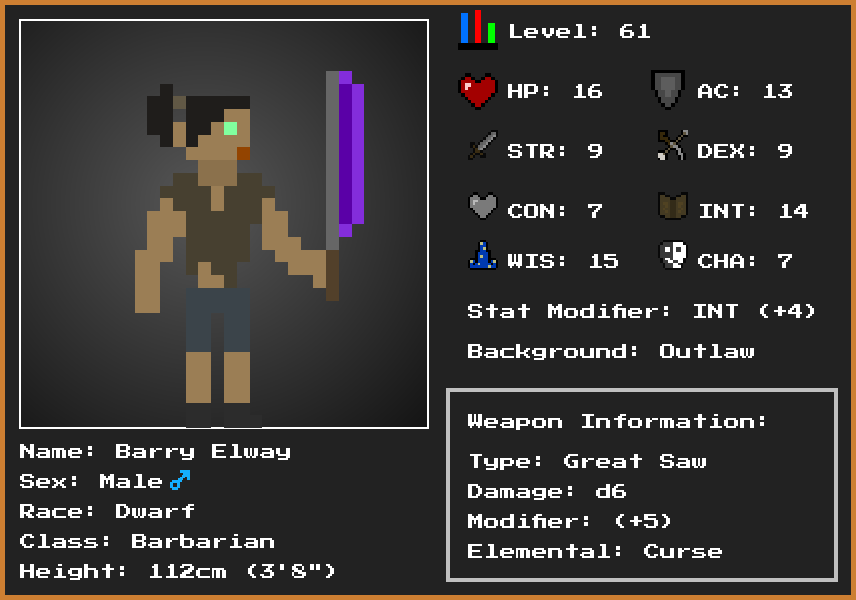 Level: 61
HP: 16
AC: 13
STR: 9
DEX: 9
CON: 7
INT: 14
WIS: 15
CHA: 7
Stat Modifier: INT (+4)
Background: Outlaw
Weapon Information:
Type: Great Saw
Damage: d6
Modifier: (+5)
Elemental: Curse
Name: Barry Elway
Sex: Male ♂
Race: Dwarf
Class: Barbarian
Height: 112cm (3'8")